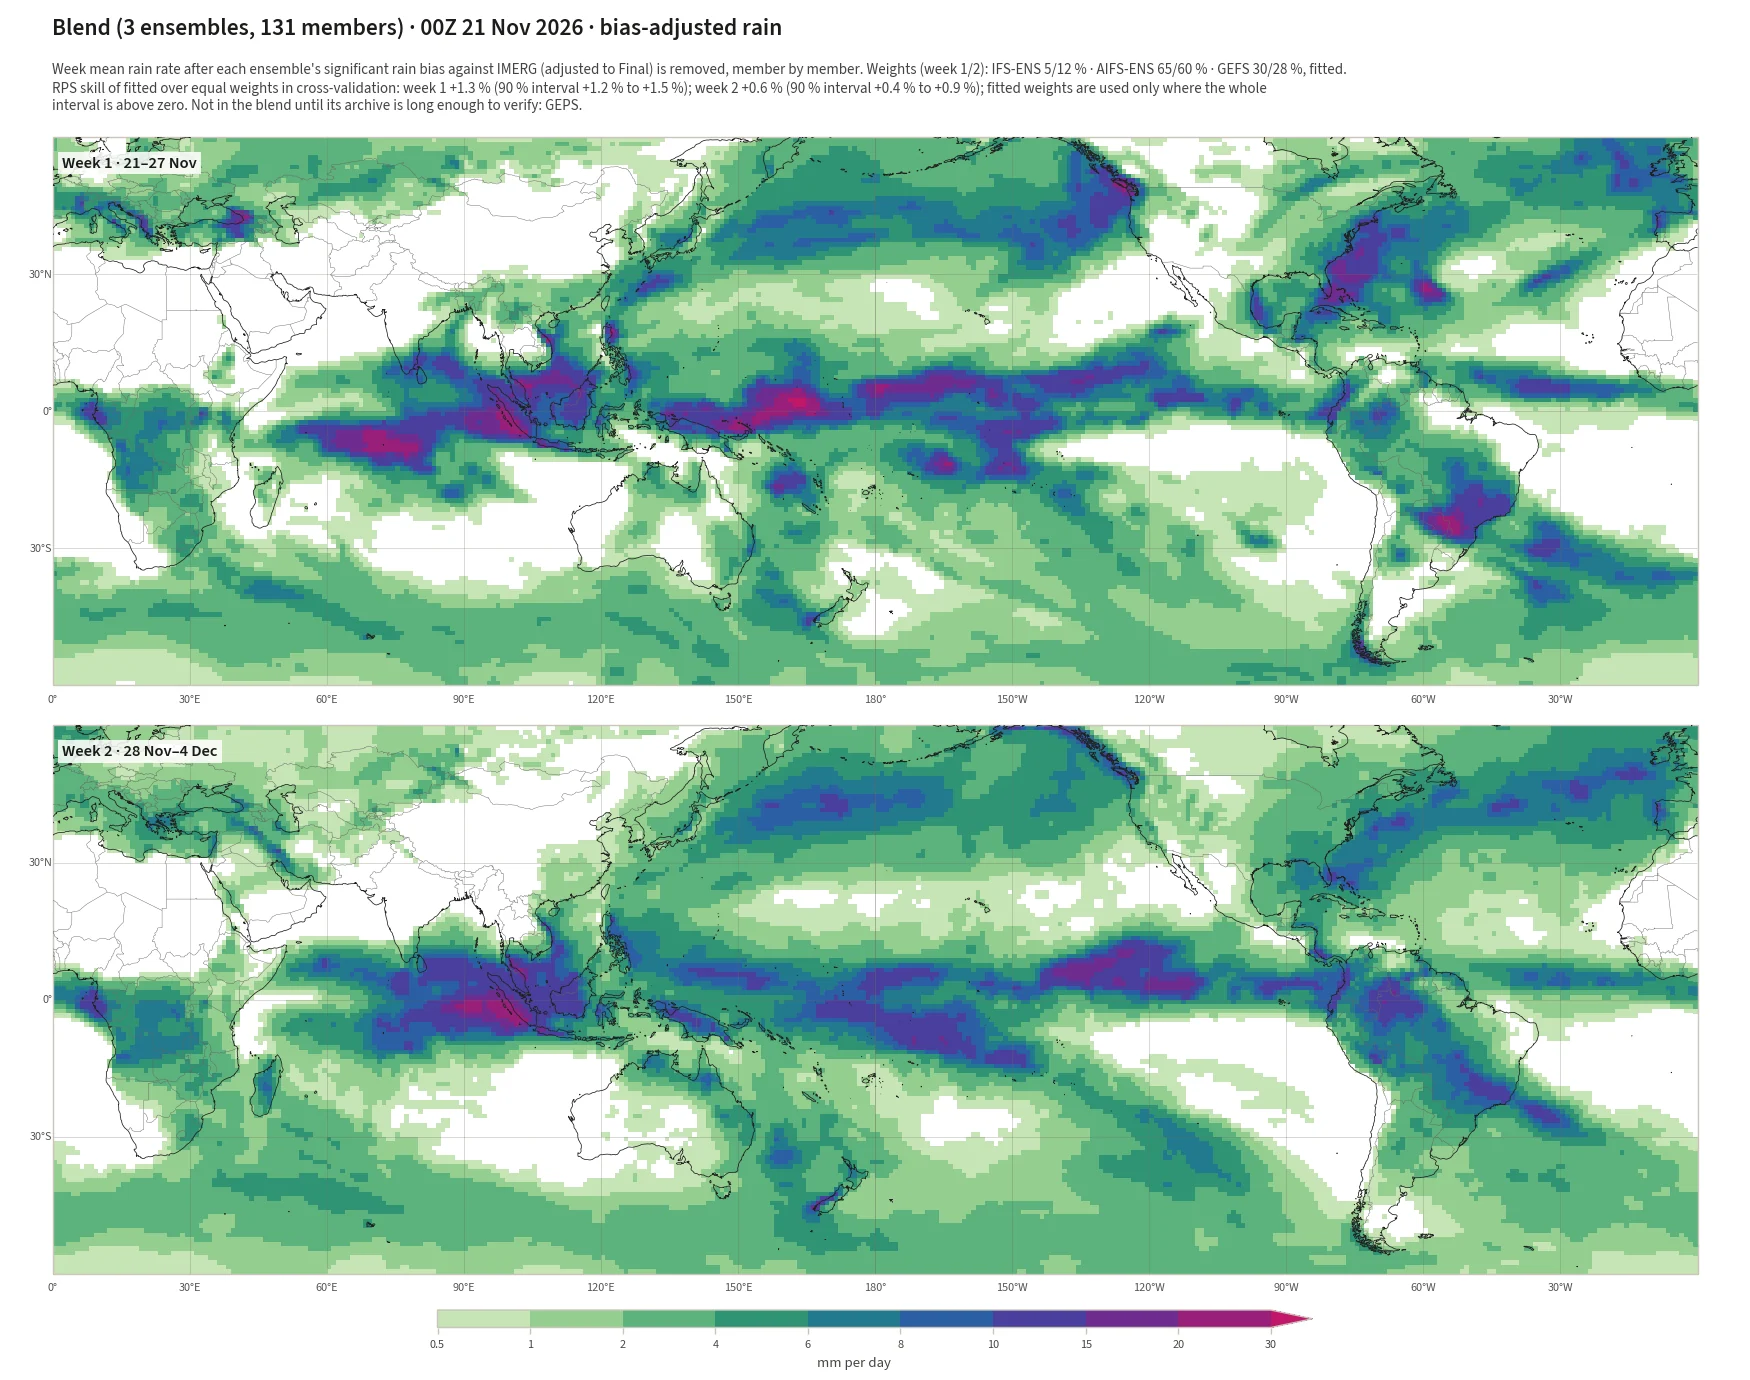 Blend (3 ensembles, 131 members) · 00Z 21 Nov 2026 · bias-adjusted rain
Week mean rain rate after each ensemble's significant rain bias against IMERG (adjusted to Final) is removed, member by member. Weights (week 1/2): IFS-ENS 5/12 % · AIFS-ENS 65/60 % · GEFS 30/28 %, fitted.
RPS skill of fitted over equal weights in cross-validation: week 1 +1.3 % (90 % interval +1.2 % to +1.5 %); week 2 +0.6 % (90 % interval +0.4 % to +0.9 %); fitted weights are used only where the whole
interval is above zero. Not in the blend until its archive is long enough to verify: GEPS.
Week 1 · 21–27 Nov
30°N
0°
30°S
0° 30°E 60°E 90°E 120°E 150°E 180° 150°W 120°W 90°W 60°W 30°W
Week 2 · 28 Nov–4 Dec
30°N
0°
30°S
0° 30°E 60°E 90°E 120°E 150°E 180° 150°W 120°W 90°W 60°W 30°W
0.5 1 2 4 6 8 10 15 20 30
mm per day